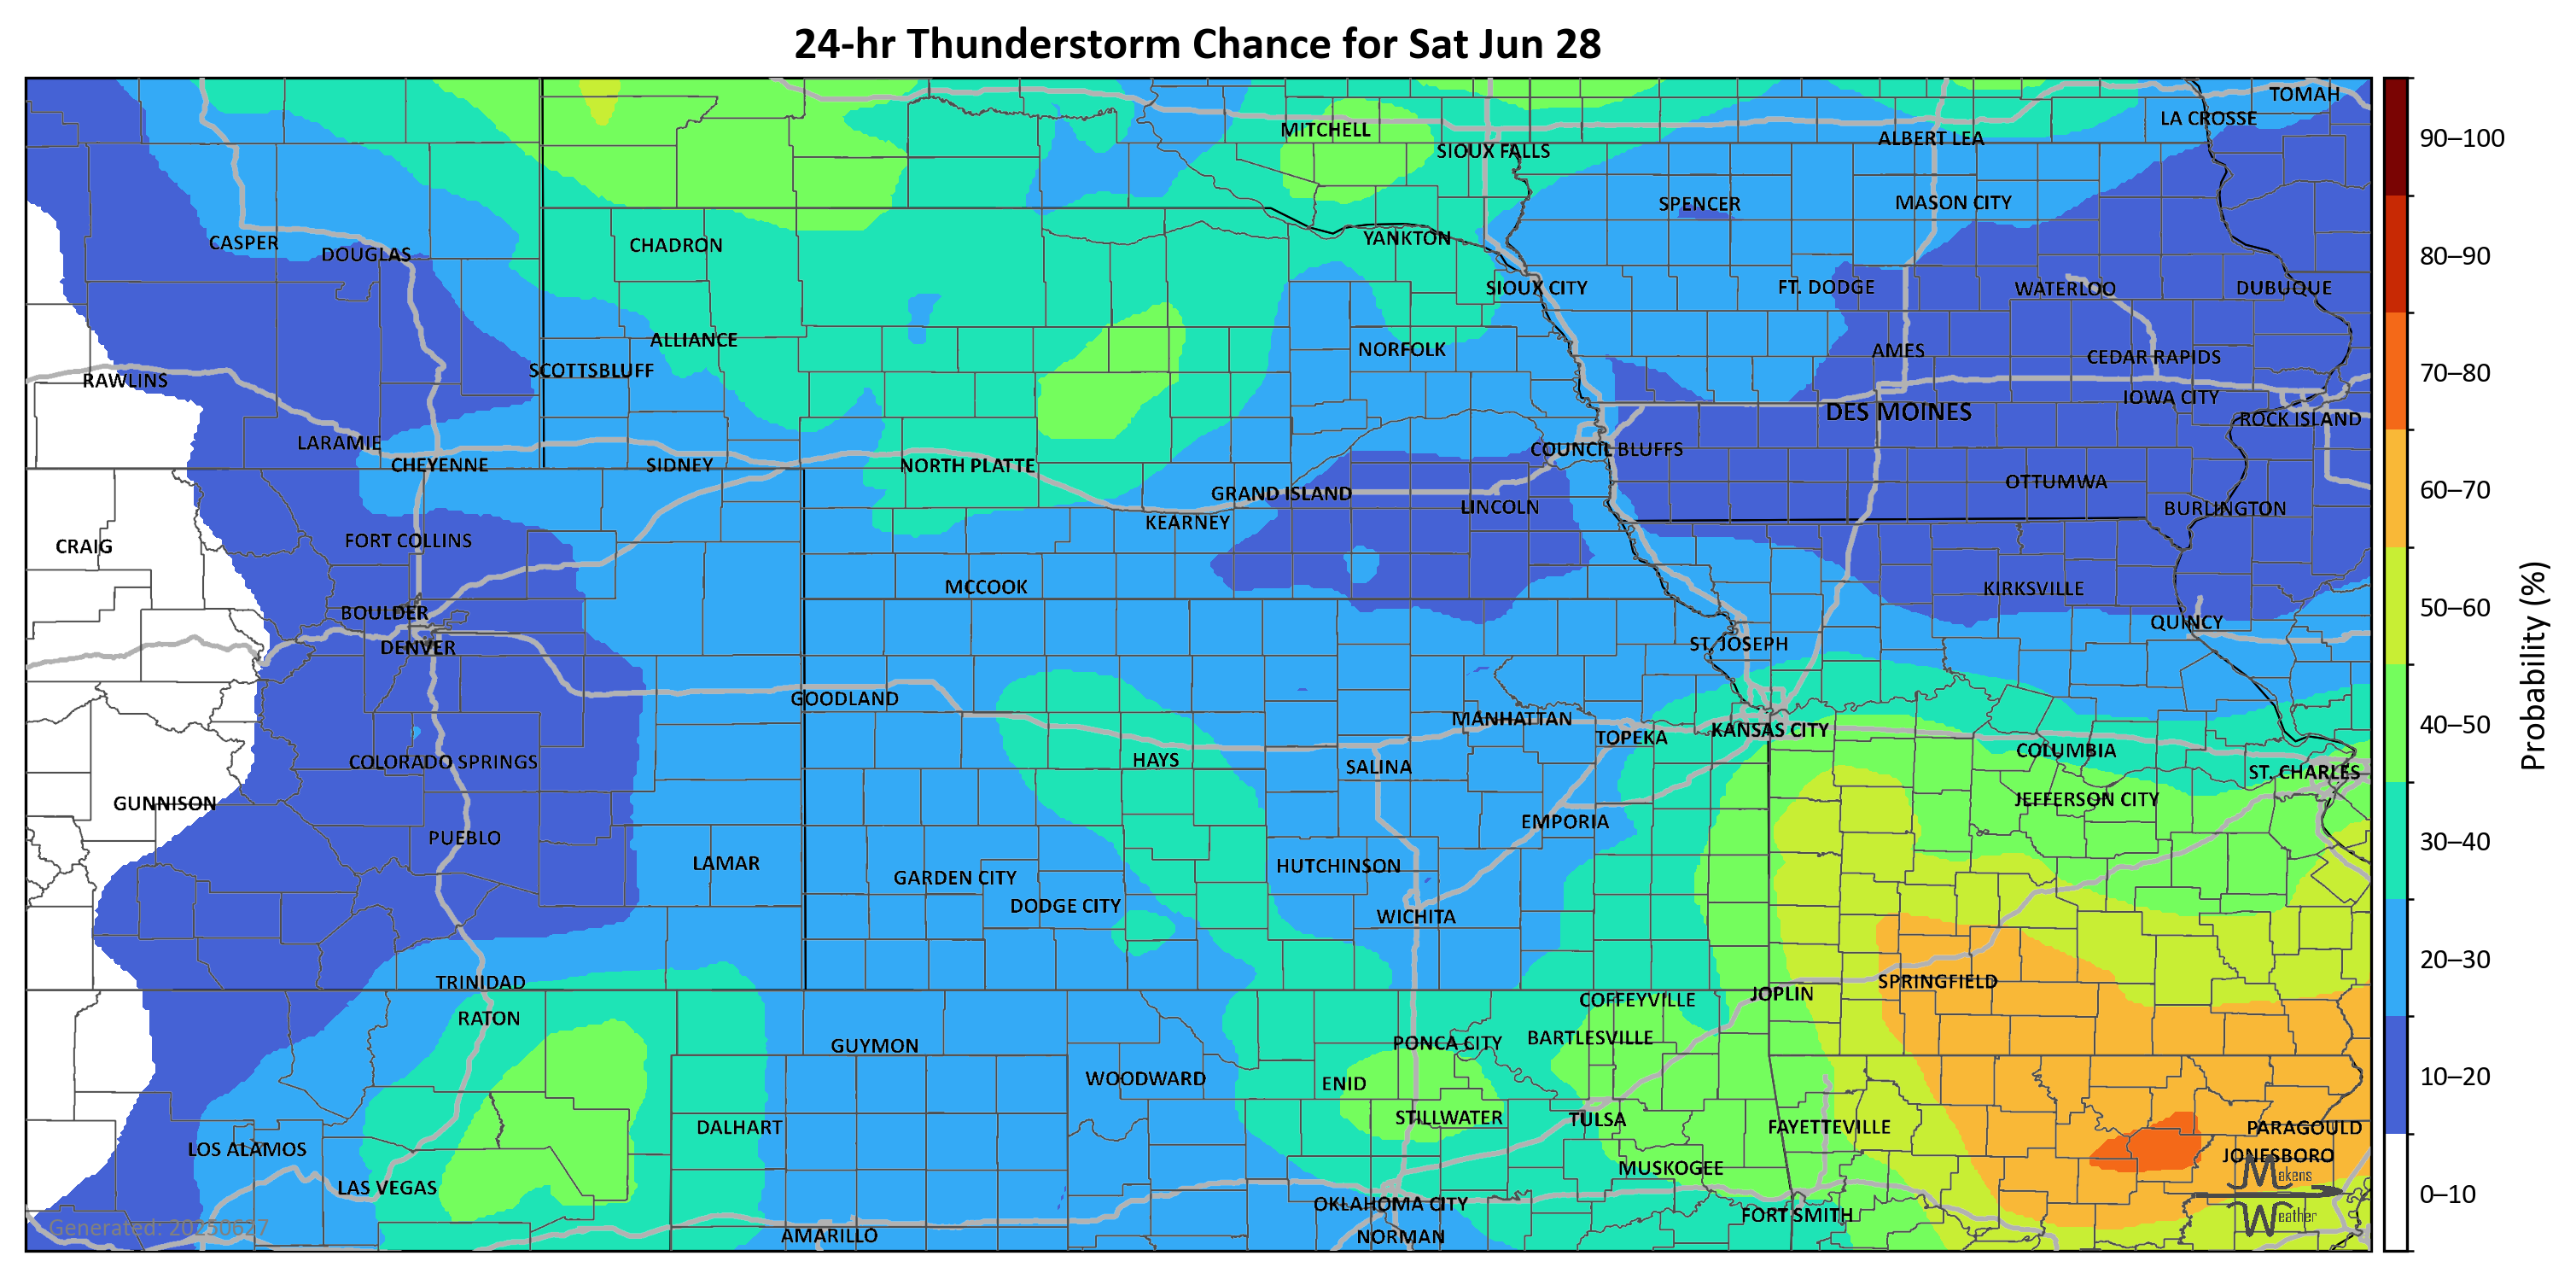 24-hr Thunderstorm Chance for Sat Jun 28
TOMAH
LA CROSSE
MITCHELL
ALBERT LEA
SIOUX FALLS
SPENCER
MASON CITY
CASPER
DOUGLAS
CHADRON
YANKTON
SIOUX CITY
FT. DODGE
WATERLOO
DUBUQUE
ALLIANCE
NORFOLK
AMES
CEDAR RAPIDS
SCOTTSBLUFF
RAWLINS
IOWA CITY
DES MOINES
ROCK ISLAND
LARAMIE
COUNCIL BLUFFS
CHEYENNE
SIDNEY
NORTH PLATTE
OTTUMWA
GRAND ISLAND
LINCOLN
BURLINGTON
KEARNEY
FORT COLLINS
CRAIG
MCCOOK
KIRKSVILLE
BOULDER
QUINCY
DENVER
ST. JOSEPH
GOODLAND
MANHATTAN
KANSAS CITY
TOPEKA
COLUMBIA
COLORADO SPRINGS
HAYS
SALINA
ST. CHARLES
GUNNISON
JEFFERSON CITY
EMPORIA
PUEBLO
LAMAR
HUTCHINSON
GARDEN CITY
DODGE CITY
WICHITA
TRINIDAD
SPRINGFIELD
JOPLIN
COFFEYVILLE
RATON
BARTLESVILLE
PONCA CITY
GUYMON
WOODWARD
ENID
STILLWATER
TULSA
DALHART
FAYETTEVILLE
PARAGOULD
LOS ALAMOS
JONESBORO
MUSKOGEE
LAS VEGAS
OKLAHOMA CITY
FORT SMITH
AMARILLO
NORMAN
Generated: 20250627
Makens
Weather
90–100
80–90
70–80
60–70
50–60
40–50
30–40
20–30
10–20
0–10
Probability (%)